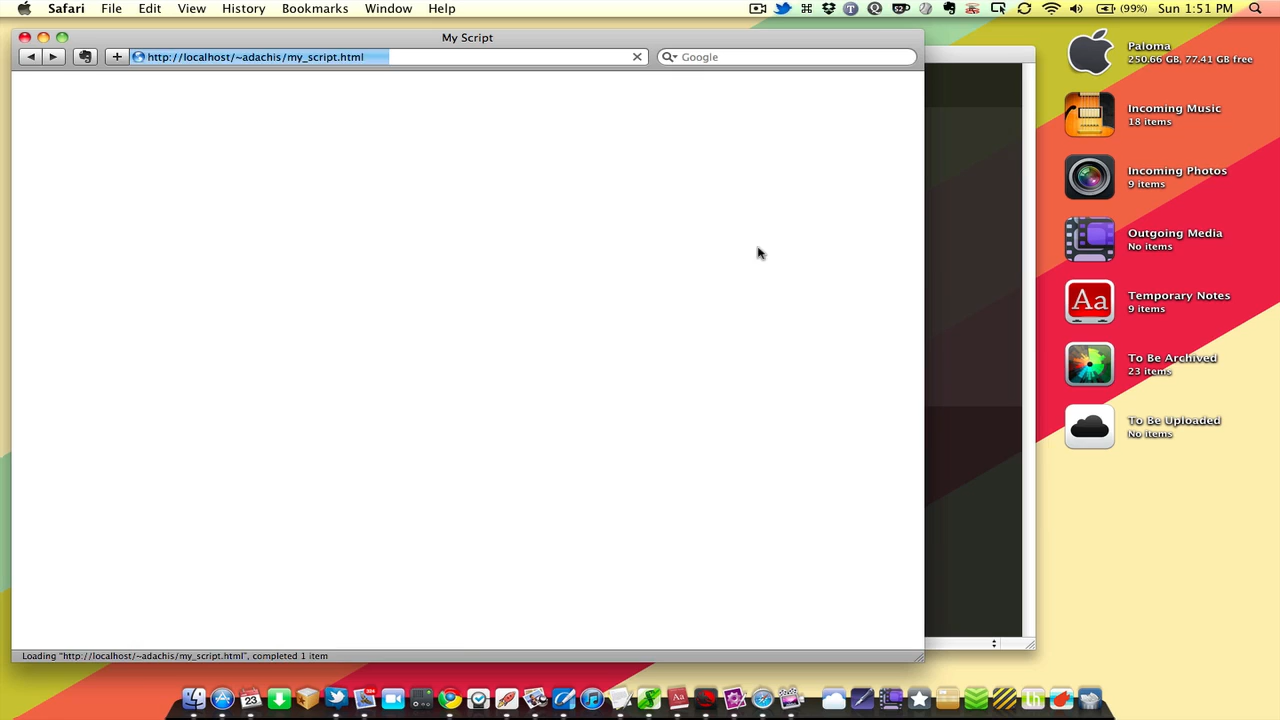 Safari File Edit View History Bookmarks Window Help (99%) Sun 1:51 PM
My Script
http://localhost/~adachis/my_script.html Google
Loading “http://localhost/~adachis/my_script.html”, completed 1 item
Paloma
250.66 GB, 77.41 GB free
Incoming Music
18 items
Incoming Photos
9 items
Outgoing Media
No items
Aa
Temporary Notes
9 items
To Be Archived
23 items
To Be Uploaded
No items